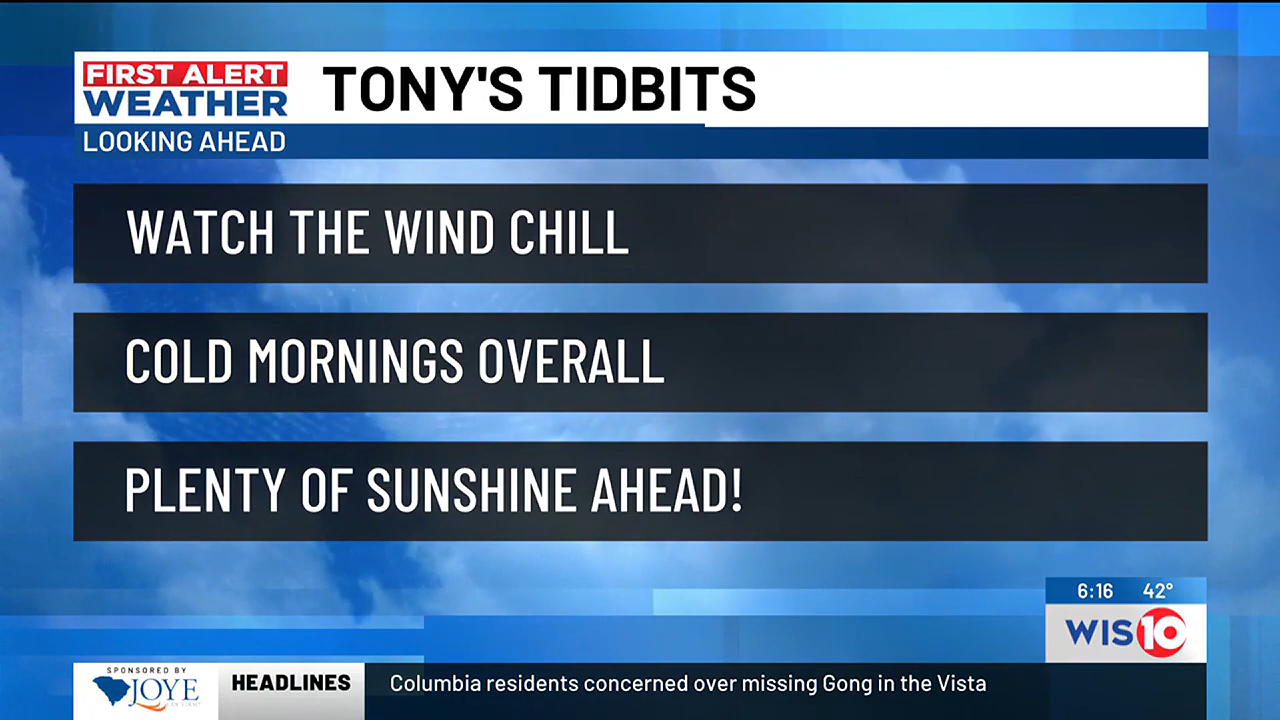 FIRST ALERT
WEATHER
TONY'S TIDBITS
LOOKING AHEAD
WATCH THE WIND CHILL
COLD MORNINGS OVERALL
PLENTY OF SUNSHINE AHEAD!
6:16 42°
WIS10
SPONSORED BY
JOYE
HEADLINES
Columbia residents concerned over missing Gong in the Vista